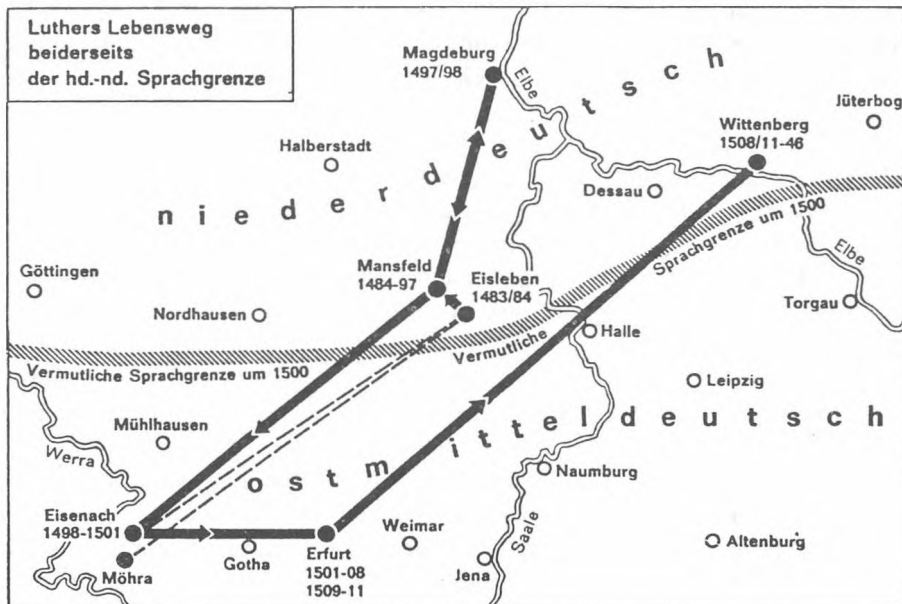 Luthers Lebensweg
beiderseits
der hd.-nd. Sprachgrenze
Magdeburg
1497/98
Elbe
Jüterbog
Wittenberg
1508/11-46
Halberstadt
Dessau
niederdeutsch
Sprachgrenze um 1500
Göttingen
Mansfeld
1484-97
Eisleben
1483/84
Elbe
Torgau
Nordhausen
Halle
Vermutliche
Vermutliche Sprachgrenze um 1500
Leipzig
Mühlhausen
ostmitteldeutsch
Werra
Naumburg
Eisenach
1498-1501
Weimar
Saale
Altenburg
Möhra
Gotha
Erfurt
1501-08
1509-11
Jena